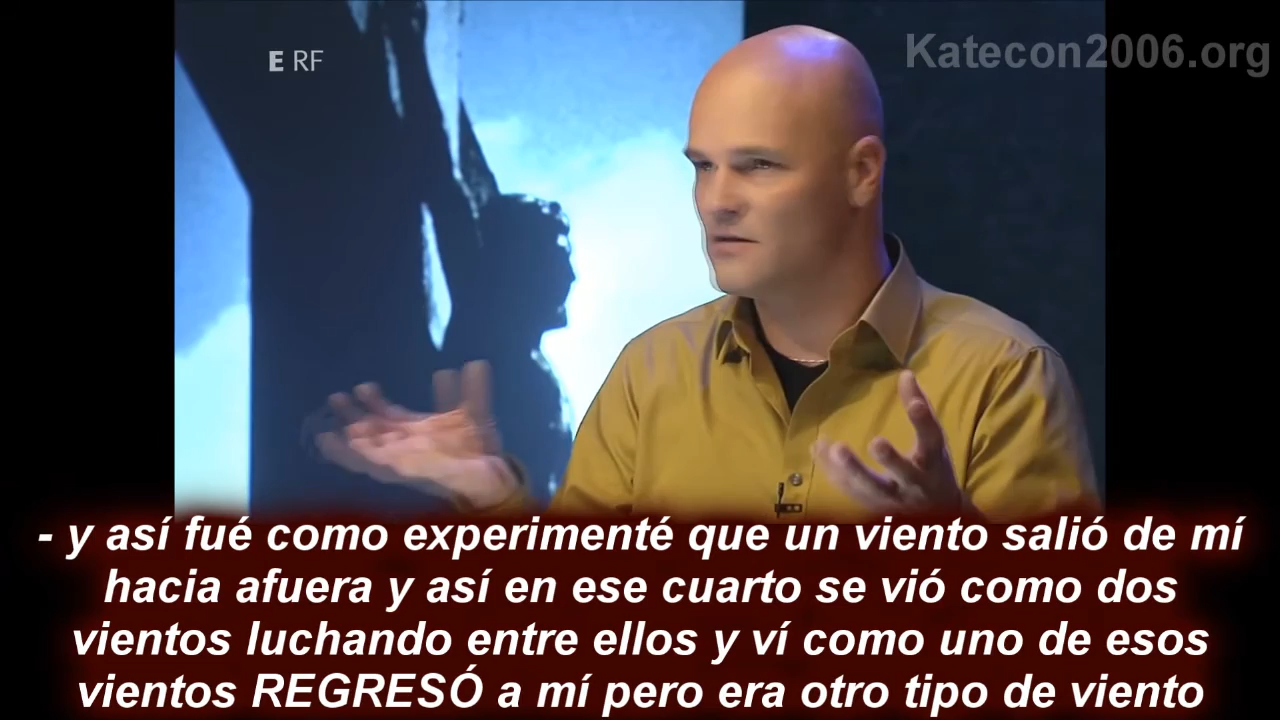 E RF
Katecon2006.org
- y así fué como experimenté que un viento salió de mí
hacia afuera y así en ese cuarto se vió como dos
vientos luchando entre ellos y ví como uno de esos
vientos REGRESÓ a mí pero era otro tipo de viento